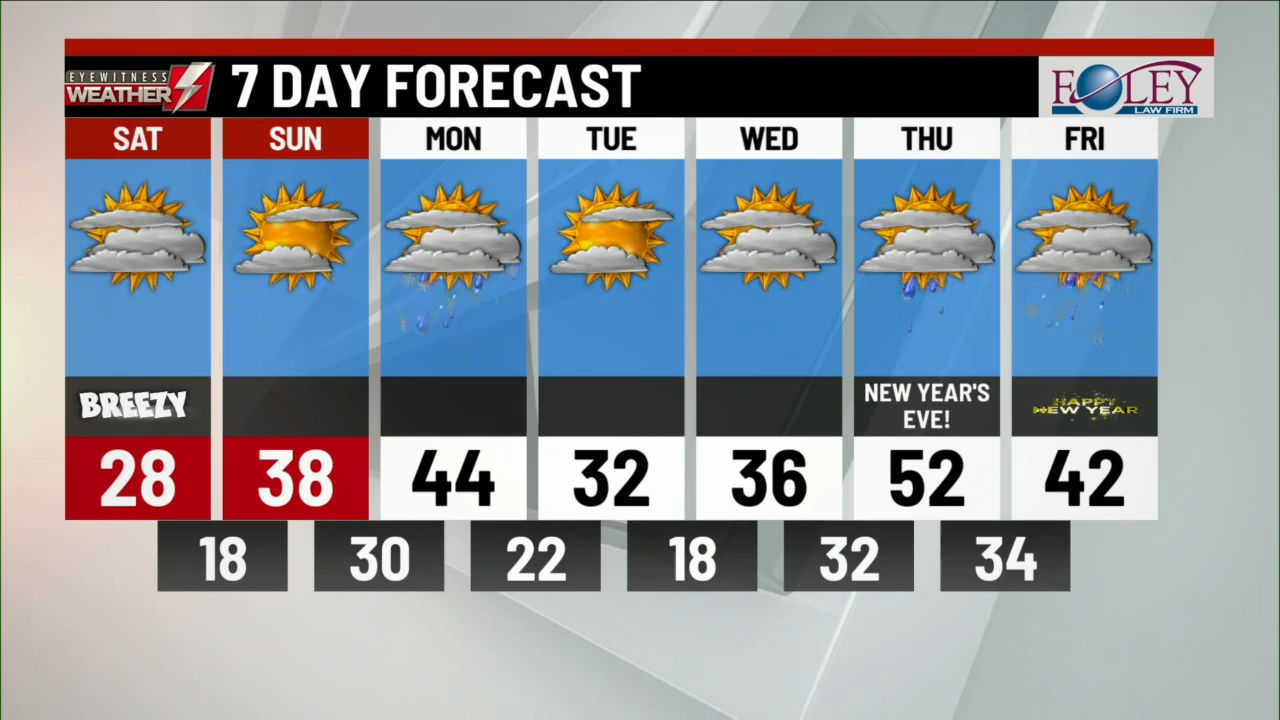 EYEWITNESS
WEATHER
7 DAY FORECAST
FOLEY
LAW FIRM
SAT
SUN
MON
TUE
WED
THU
FRI
BREEZY
NEW YEAR'S
EVE!
HAPPY
NEW YEAR
28
38
44
32
36
52
42
18
30
22
18
32
34